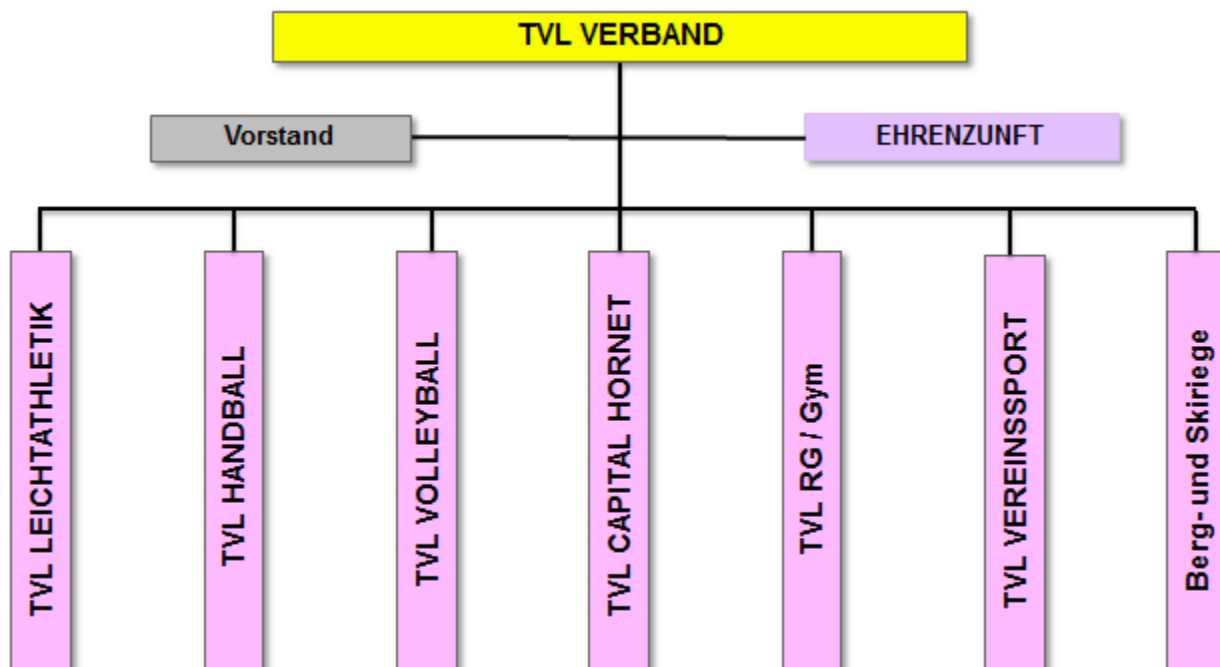 TVL VERBAND
Vorstand
EHRENZUNFT
TVL LEICHTATHLETIK
TVL HANDBALL
TVL VOLLEYBALL
TVL CAPITAL HORNET
TVL RG / Gym
TVL VEREINSSPORT
Berg- und Skiriege